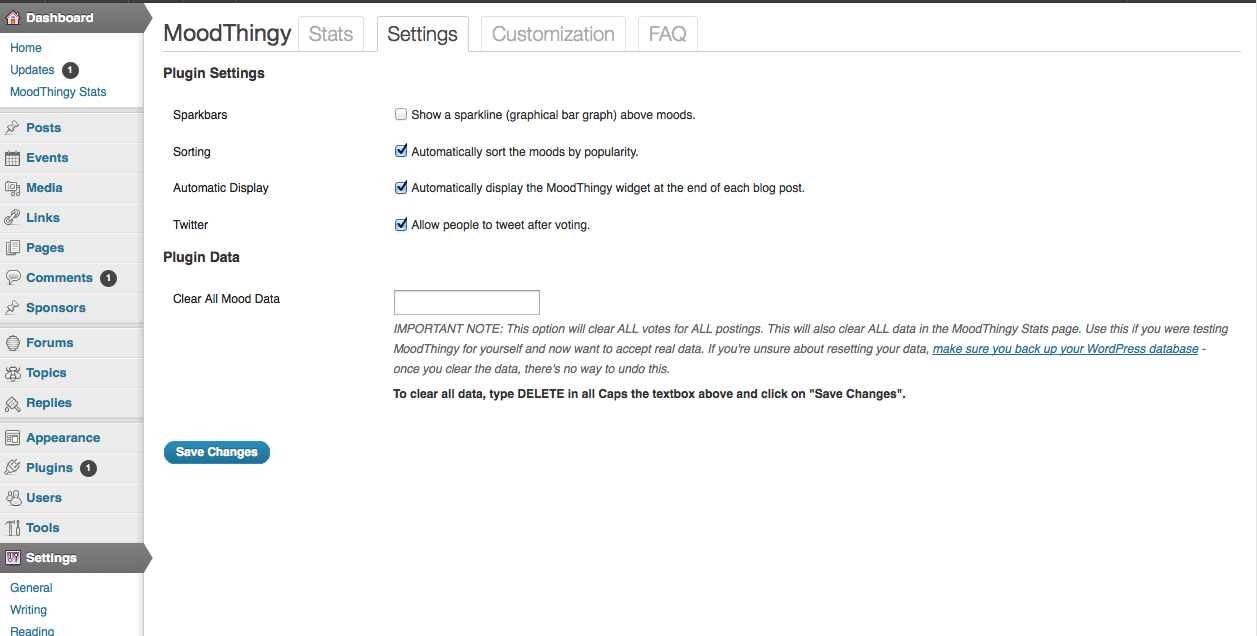 Dashboard
Home
Updates 1
MoodThingy Stats
Posts
Events
Media
Links
Pages
Comments 1
Sponsors
Forums
Topics
Replies
Appearance
Plugins 1
Users
Tools
Settings
General
Writing
Reading
MoodThingy Stats Settings Customization FAQ
Plugin Settings
Sparkbars Show a sparkline (graphical bar graph) above moods.
Sorting Automatically sort the moods by popularity.
Automatic Display Automatically display the MoodThingy widget at the end of each blog post.
Twitter Allow people to tweet after voting.
Plugin Data
Clear All Mood Data
IMPORTANT NOTE: This option will clear ALL votes for ALL postings. This will also clear ALL data in the MoodThingy Stats page. Use this if you were testing
MoodThingy for yourself and now want to accept real data. If you're unsure about resetting your data, make sure you back up your WordPress database -
once you clear the data, there's no way to undo this.
To clear all data, type DELETE in all Caps the textbox above and click on "Save Changes".
Save Changes